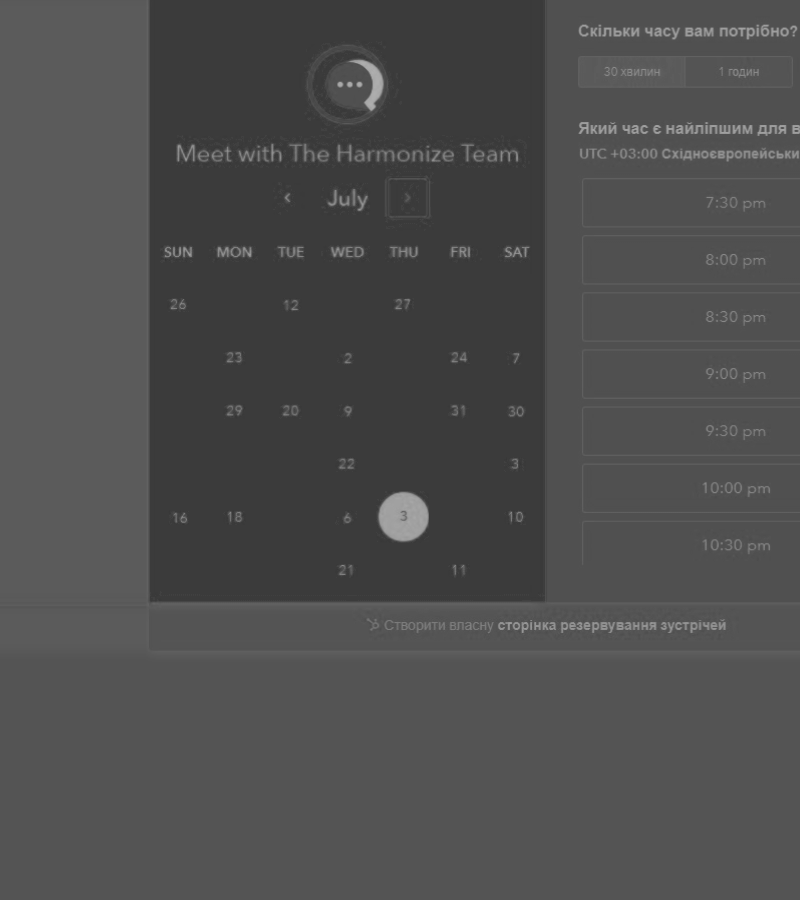 Meet with The Harmonize Team
July
SUN MON TUE WED THU FRI SAT
26 12 27
23 2 24 7
29 20 9 31 30
22 3
16 18 6 3 10
21 11
Скільки часу вам потрібно?
30 хвилин 1 годин
Який час є найліпшим для
UTC +03:00
7:30 pm
8:00 pm
8:30 pm
9:00 pm
9:30 pm
10:00 pm
10:30 pm
Створити власну сторінка резервування зустрічей